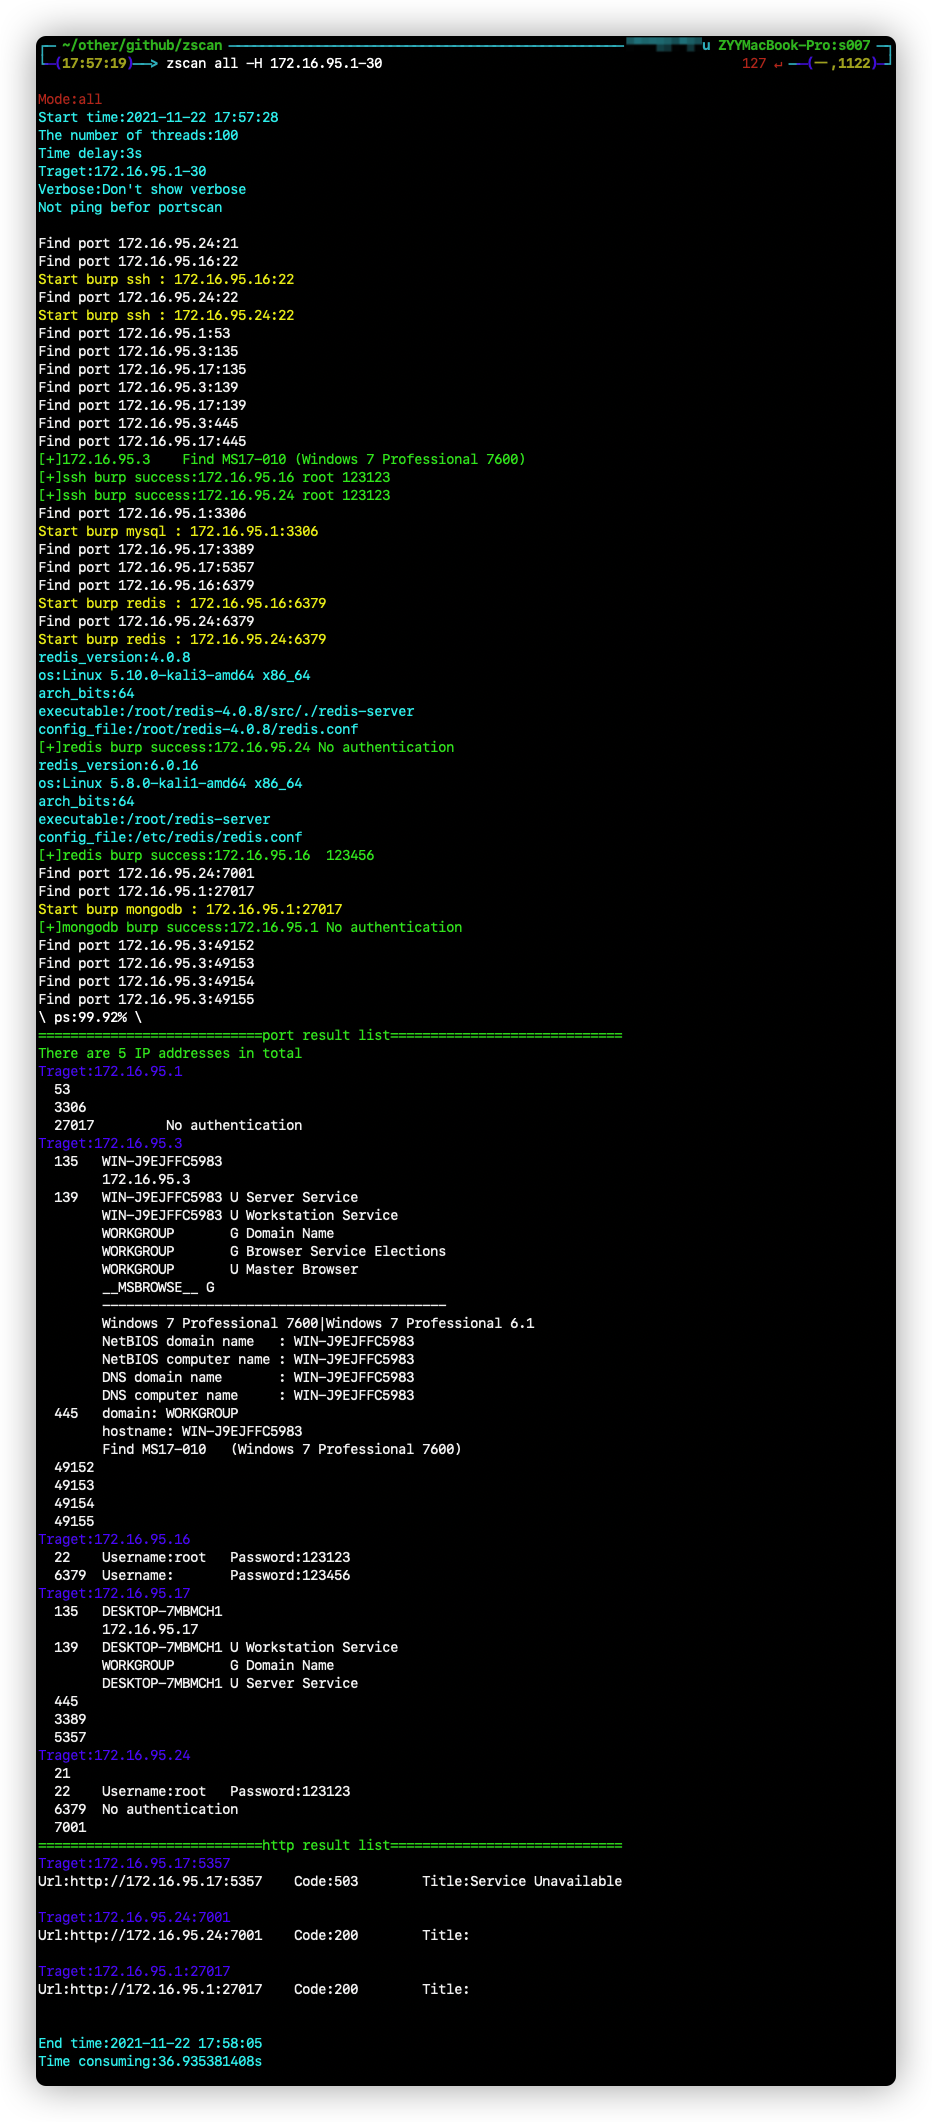 ~/other/github/zscan u ZYYMacBook-Pro:s007
(17:57:19)—> zscan all -H 172.16.95.1-30 127 ↵ —(一,1122)
Mode:all
Start time:2021-11-22 17:57:28
The number of threads:100
Time delay:3s
Traget:172.16.95.1-30
Verbose:Don't show verbose
Not ping befor portscan
Find port 172.16.95.24:21
Find port 172.16.95.16:22
Start burp ssh : 172.16.95.16:22
Find port 172.16.95.24:22
Start burp ssh : 172.16.95.24:22
Find port 172.16.95.1:53
Find port 172.16.95.3:135
Find port 172.16.95.17:135
Find port 172.16.95.3:139
Find port 172.16.95.17:139
Find port 172.16.95.3:445
Find port 172.16.95.17:445
[+]172.16.95.3    Find MS17-010 (Windows 7 Professional 7600)
[+]ssh burp success:172.16.95.16 root 123123
[+]ssh burp success:172.16.95.24 root 123123
Find port 172.16.95.1:3306
Start burp mysql : 172.16.95.1:3306
Find port 172.16.95.17:3389
Find port 172.16.95.17:5357
Find port 172.16.95.16:6379
Start burp redis : 172.16.95.16:6379
Find port 172.16.95.24:6379
Start burp redis : 172.16.95.24:6379
redis_version:4.0.8
os:Linux 5.10.0-kali3-amd64 x86_64
arch_bits:64
executable:/root/redis-4.0.8/src/./redis-server
config_file:/root/redis-4.0.8/redis.conf
[+]redis burp success:172.16.95.24 No authentication
redis_version:6.0.16
os:Linux 5.8.0-kali1-amd64 x86_64
arch_bits:64
executable:/root/redis-server
config_file:/etc/redis/redis.conf
[+]redis burp success:172.16.95.16  123456
Find port 172.16.95.24:7001
Find port 172.16.95.1:27017
Start burp mongodb : 172.16.95.1:27017
[+]mongodb burp success:172.16.95.1 No authentication
Find port 172.16.95.3:49152
Find port 172.16.95.3:49153
Find port 172.16.95.3:49154
Find port 172.16.95.3:49155
\ ps:99.92% \
============================port result list=============================
There are 5 IP addresses in total
Traget:172.16.95.1
53
3306
27017         No authentication
Traget:172.16.95.3
135   WIN-J9EJFFC5983
172.16.95.3
139   WIN-J9EJFFC5983 U Server Service
WIN-J9EJFFC5983 U Workstation Service
WORKGROUP       G Domain Name
WORKGROUP       G Browser Service Elections
WORKGROUP       U Master Browser
__MSBROWSE__ G
-------------------------------------------
Windows 7 Professional 7600|Windows 7 Professional 6.1
NetBIOS domain name   : WIN-J9EJFFC5983
NetBIOS computer name : WIN-J9EJFFC5983
DNS domain name       : WIN-J9EJFFC5983
DNS computer name     : WIN-J9EJFFC5983
445   domain: WORKGROUP
hostname: WIN-J9EJFFC5983
Find MS17-010   (Windows 7 Professional 7600)
49152
49153
49154
49155
Traget:172.16.95.16
22    Username:root   Password:123123
6379  Username:       Password:123456
Traget:172.16.95.17
135   DESKTOP-7MBMCH1
172.16.95.17
139   DESKTOP-7MBMCH1 U Workstation Service
WORKGROUP       G Domain Name
DESKTOP-7MBMCH1 U Server Service
445
3389
5357
Traget:172.16.95.24
21
22    Username:root   Password:123123
6379  No authentication
7001
============================http result list=============================
Traget:172.16.95.17:5357
Url:http://172.16.95.17:5357    Code:503        Title:Service Unavailable
Traget:172.16.95.24:7001
Url:http://172.16.95.24:7001    Code:200        Title:
Traget:172.16.95.1:27017
Url:http://172.16.95.1:27017    Code:200        Title:
End time:2021-11-22 17:58:05
Time consuming:36.935381408s